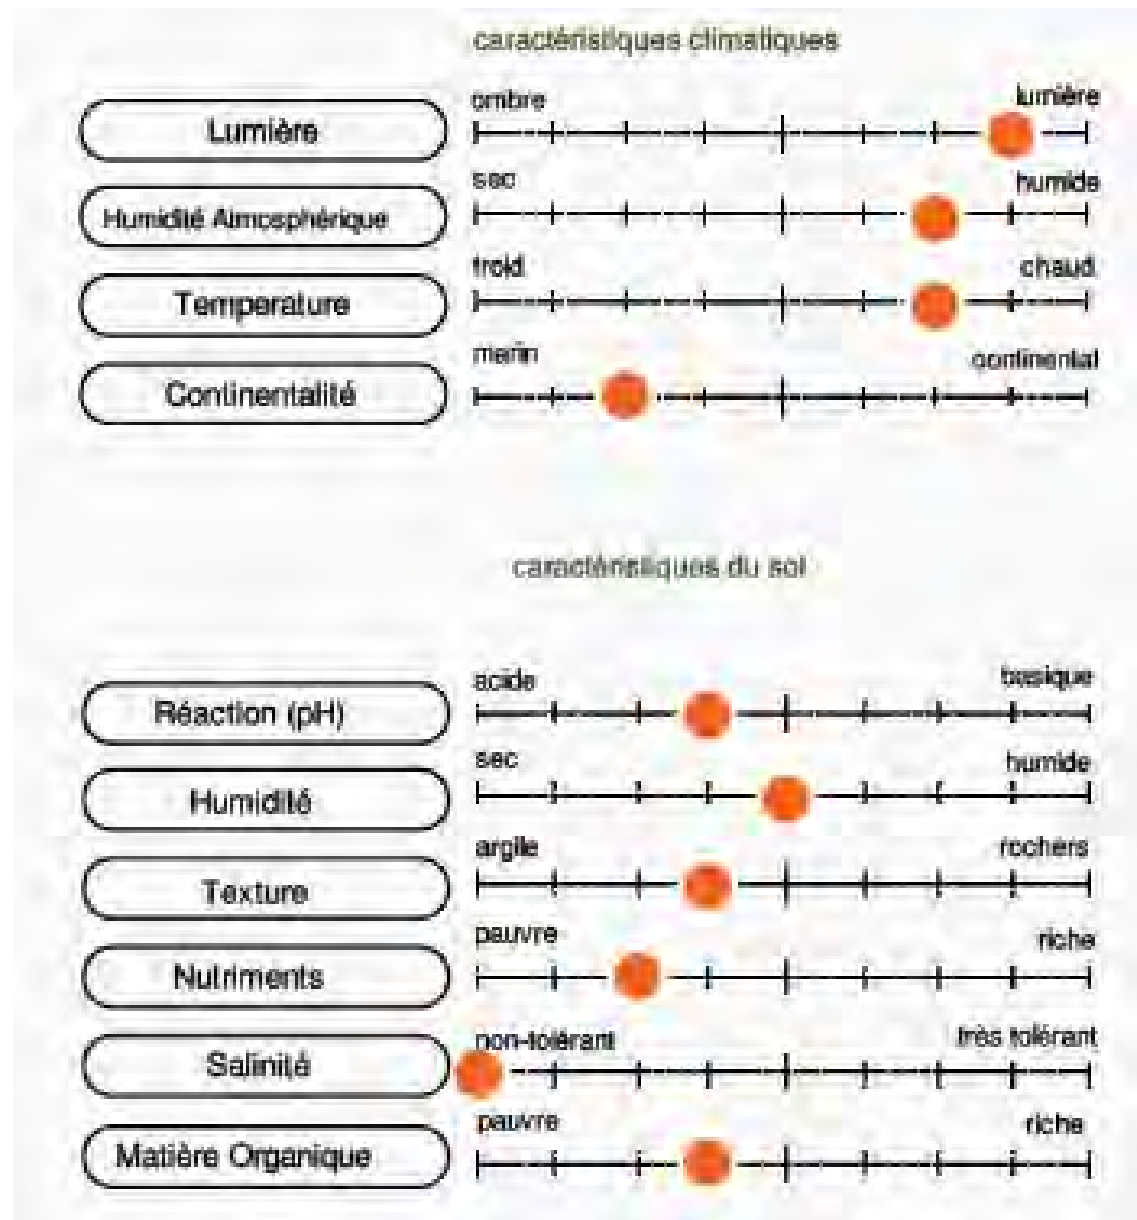 caractéristiques climatiques
ombre lumière
Lumière
sec humide
Humidité Atmosphérique
froid chaud
Temperature
marin continental
Continentalité
caractéristiques du sol
acide basique
Réaction (pH)
sec humide
Humidité
argile rochers
Texture
pauvre riche
Nutriments
non-tolérant très tolérant
Salinité
pauvre riche
Matière Organique